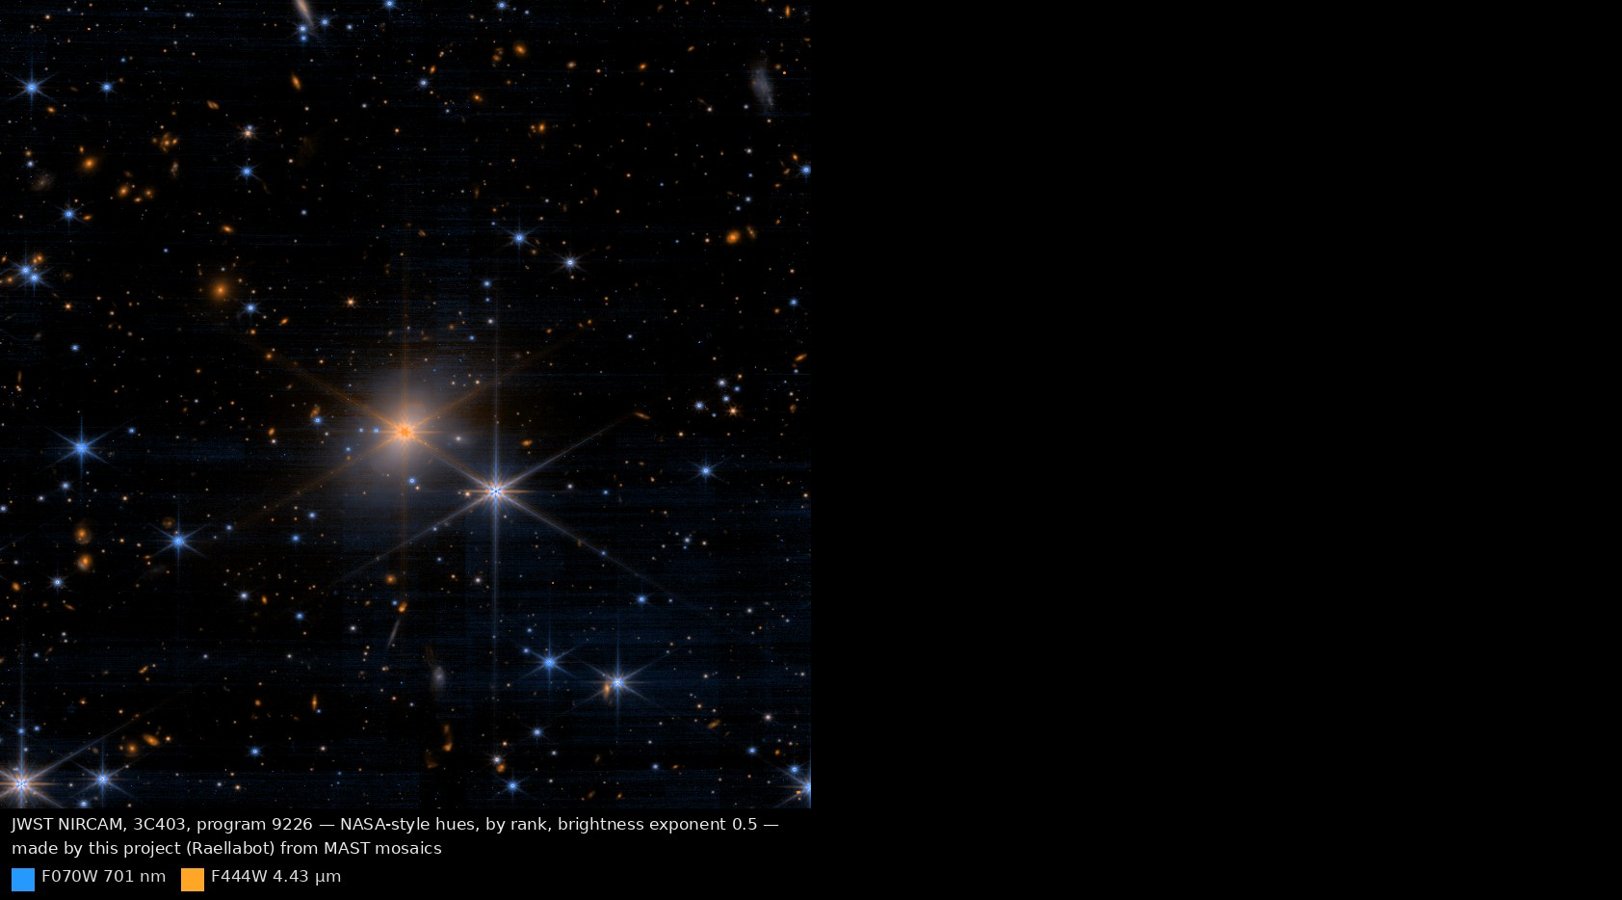 JWST NIRCAM, 3C403, program 9226 — NASA-style hues, by rank, brightness exponent 0.5 —
made by this project (Raellabot) from MAST mosaics
F070W 701 nm F444W 4.43 µm